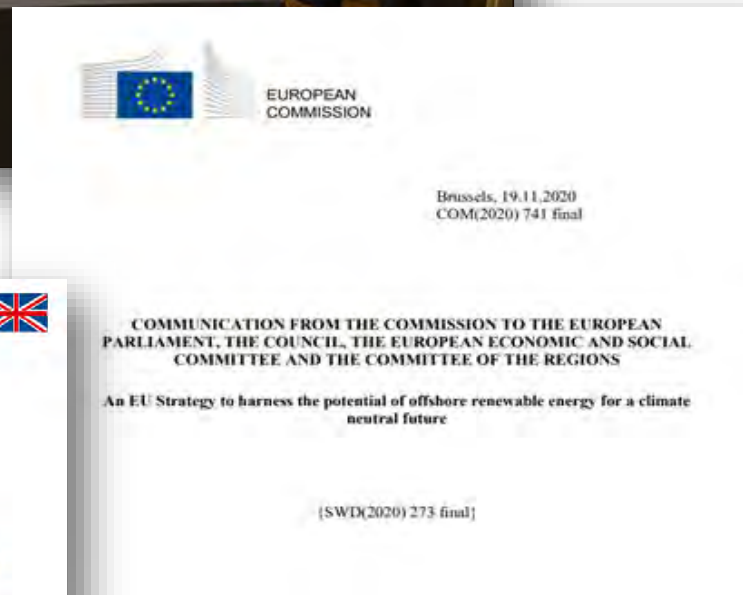 EUROPEAN
COMMISSION
Brussels, 19.11.2020
COM(2020) 741 final
COMMUNICATION FROM THE COMMISSION TO THE EUROPEAN
PARLIAMENT, THE COUNCIL, THE EUROPEAN ECONOMIC AND SOCIAL
COMMITTEE AND THE COMMITTEE OF THE REGIONS
An EU Strategy to harness the potential of offshore renewable energy for a climate
neutral future
{SWD(2020) 273 final}